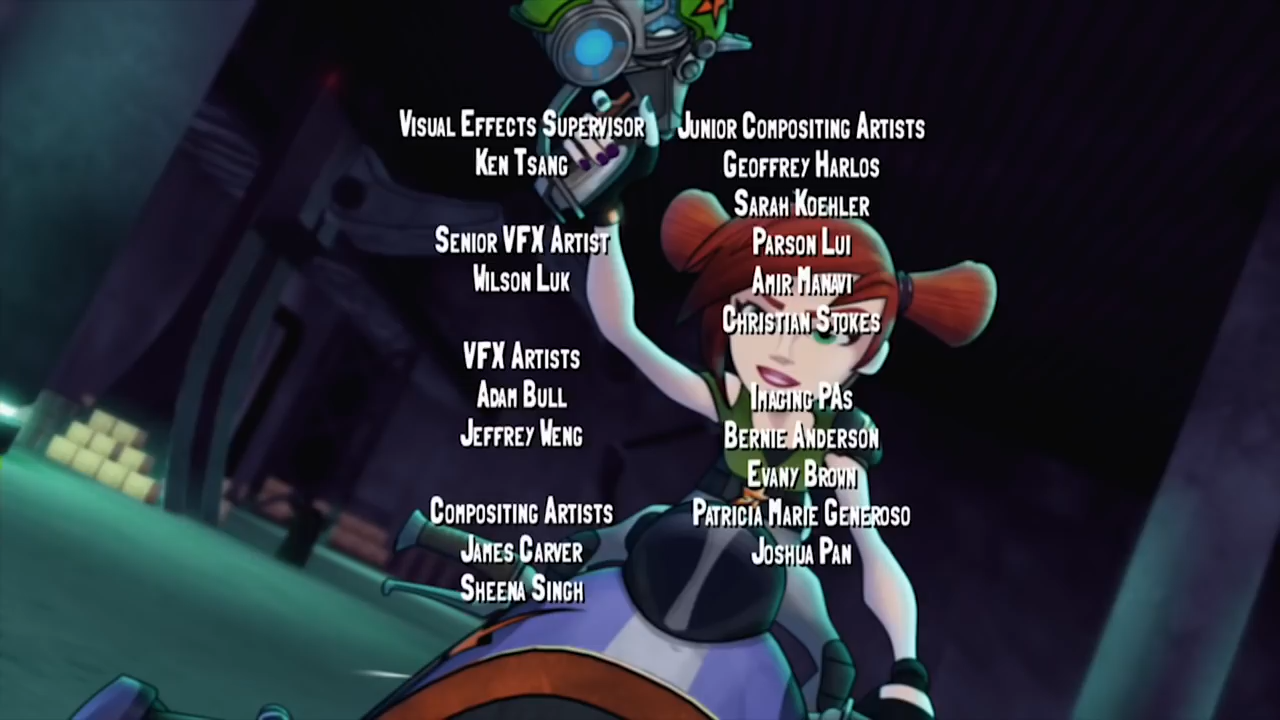 Visual Effects Supervisor
Ken Tsang
Senior VFX Artist
Wilson Luk
VFX Artists
Adam Bull
Jeffrey Weng
Compositing Artists
James Carver
Sheena Singh
Junior Compositing Artists
Geoffrey Harlos
Sarah Koehler
Parson Lui
Amir Manavi
Christian Stokes
Imaging PAs
Bernie Anderson
Evany Brown
Patricia Marie Generoso
Joshua Pan